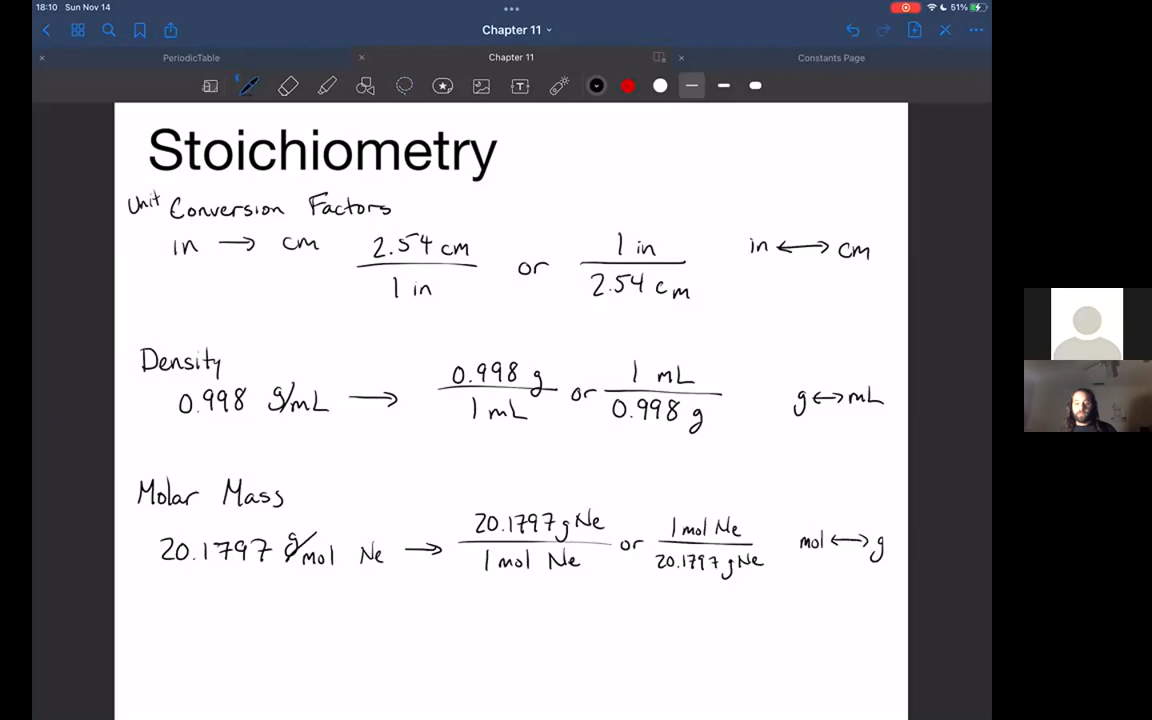 18:10 Sun Nov 14
51%
Chapter 11
PeriodicTable
Chapter 11
Constants Page
Stoichiometry
Unit Conversion Factors
in → cm 2.54 cm / 1 in or 1 in / 2.54 cm in ↔ cm
Density
0.998 g/mL → 0.998 g / 1 mL or 1 mL / 0.998 g g ↔ mL
Molar Mass
20.1797 g/mol Ne → 20.1797 g Ne / 1 mol Ne or 1 mol Ne / 20.1797 g Ne mol ↔ g